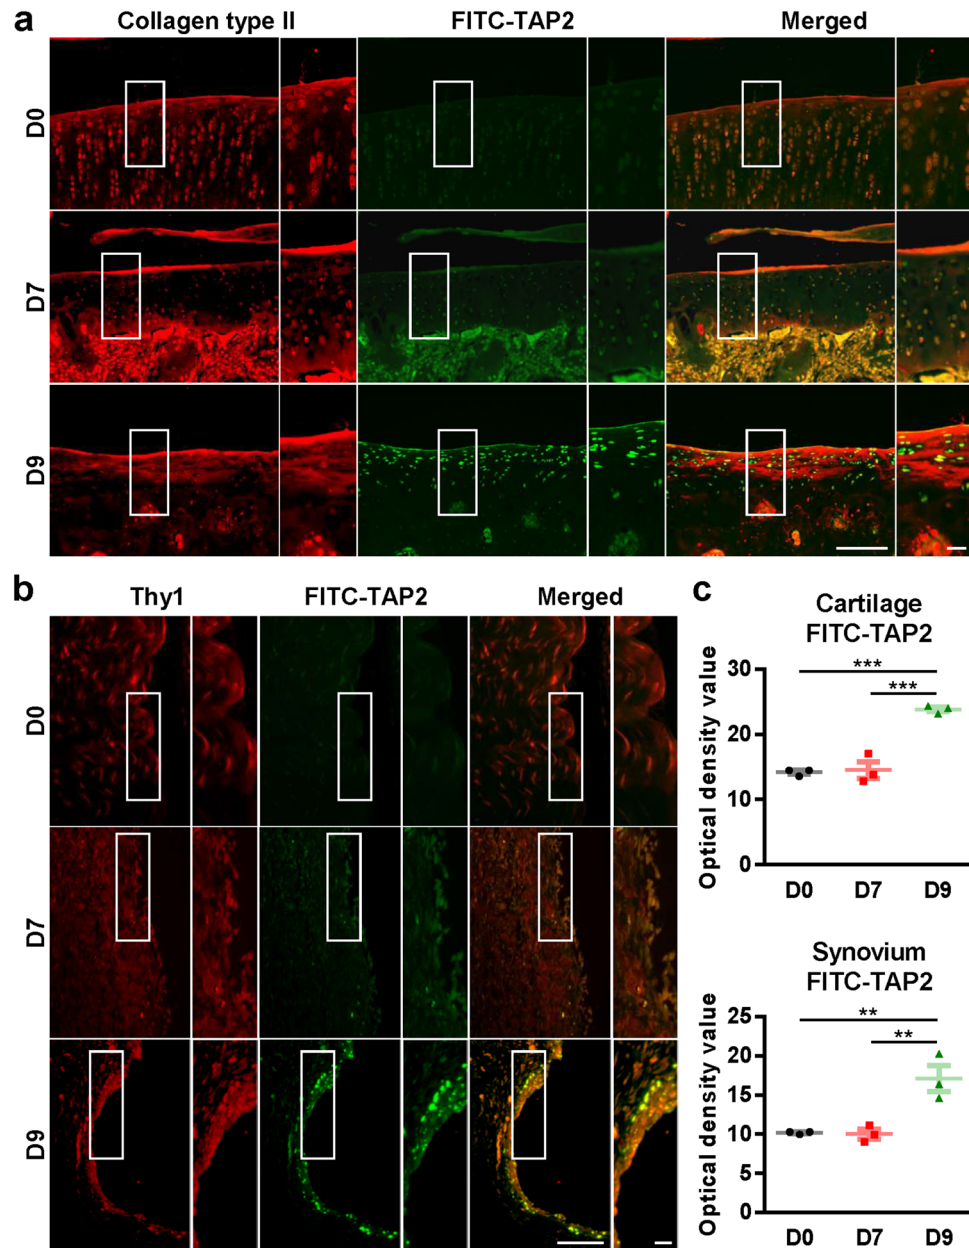 a
Collagen type II FITC-TAP2 Merged
D0
D7
D9
b
Thy1 FITC-TAP2 Merged
D0
D7
D9
c
Cartilage
FITC-TAP2
Optical density value
30
20
10
0
***
***
D0 D7 D9
Synovium
FITC-TAP2
Optical density value
25
20
15
10
5
0
**
**
D0 D7 D9